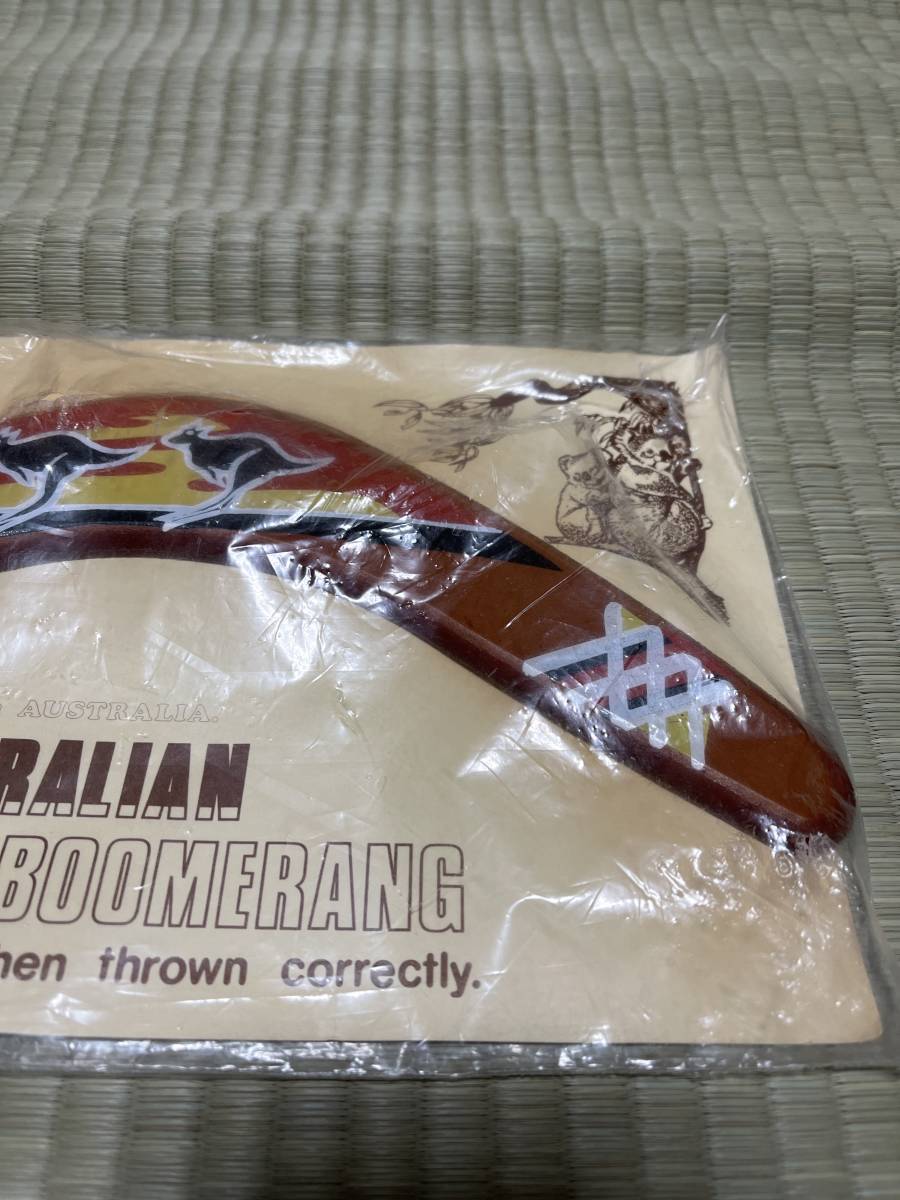 AUSTRALIA.
RALIAN
BOOMERANG
hen thrown correctly.